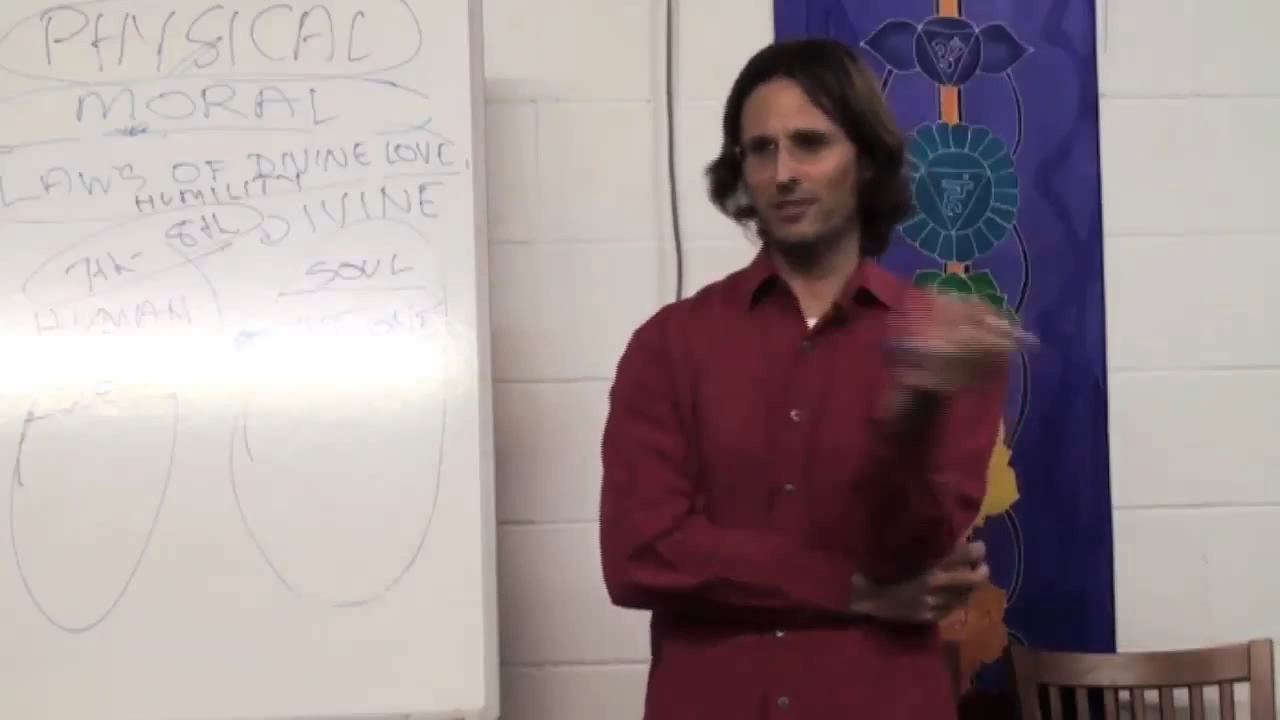 PHYSICAL
MORAL
LAWS OF DIVINE LOVE.
HUMILITY
8th DIVINE
7th SOUL
HUMAN